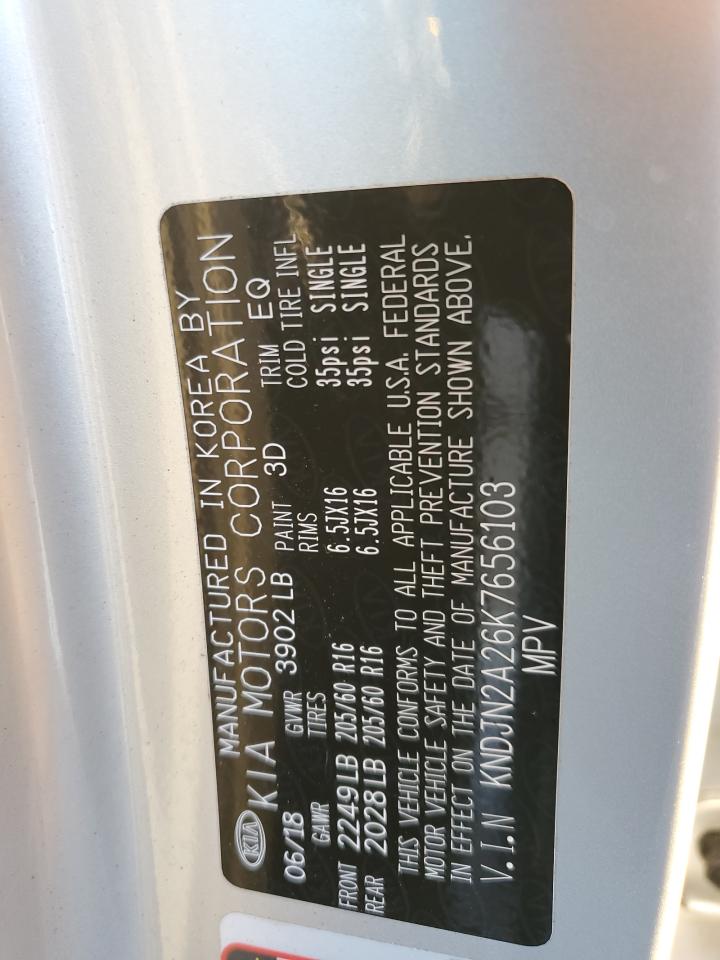 MANUFACTURED IN KOREA BY
KIA KIA MOTORS CORPORATION
06/18 GVWR 3902 LB PAINT 3D TRIM EQ
GAWR TIRES RIMS COLD TIRE INFL
FRONT 2249LB 205/60 R16 6.5JX16 35psi SINGLE
REAR 2028LB 205/60 R16 6.5JX16 35psi SINGLE
THIS VEHICLE CONFORMS TO ALL APPLICABLE U.S.A. FEDERAL
MOTOR VEHICLE SAFETY AND THEFT PREVENTION STANDARDS
IN EFFECT ON THE DATE OF MANUFACTURE SHOWN ABOVE.
V.I.N KNDJN2A26K7656103
MPV